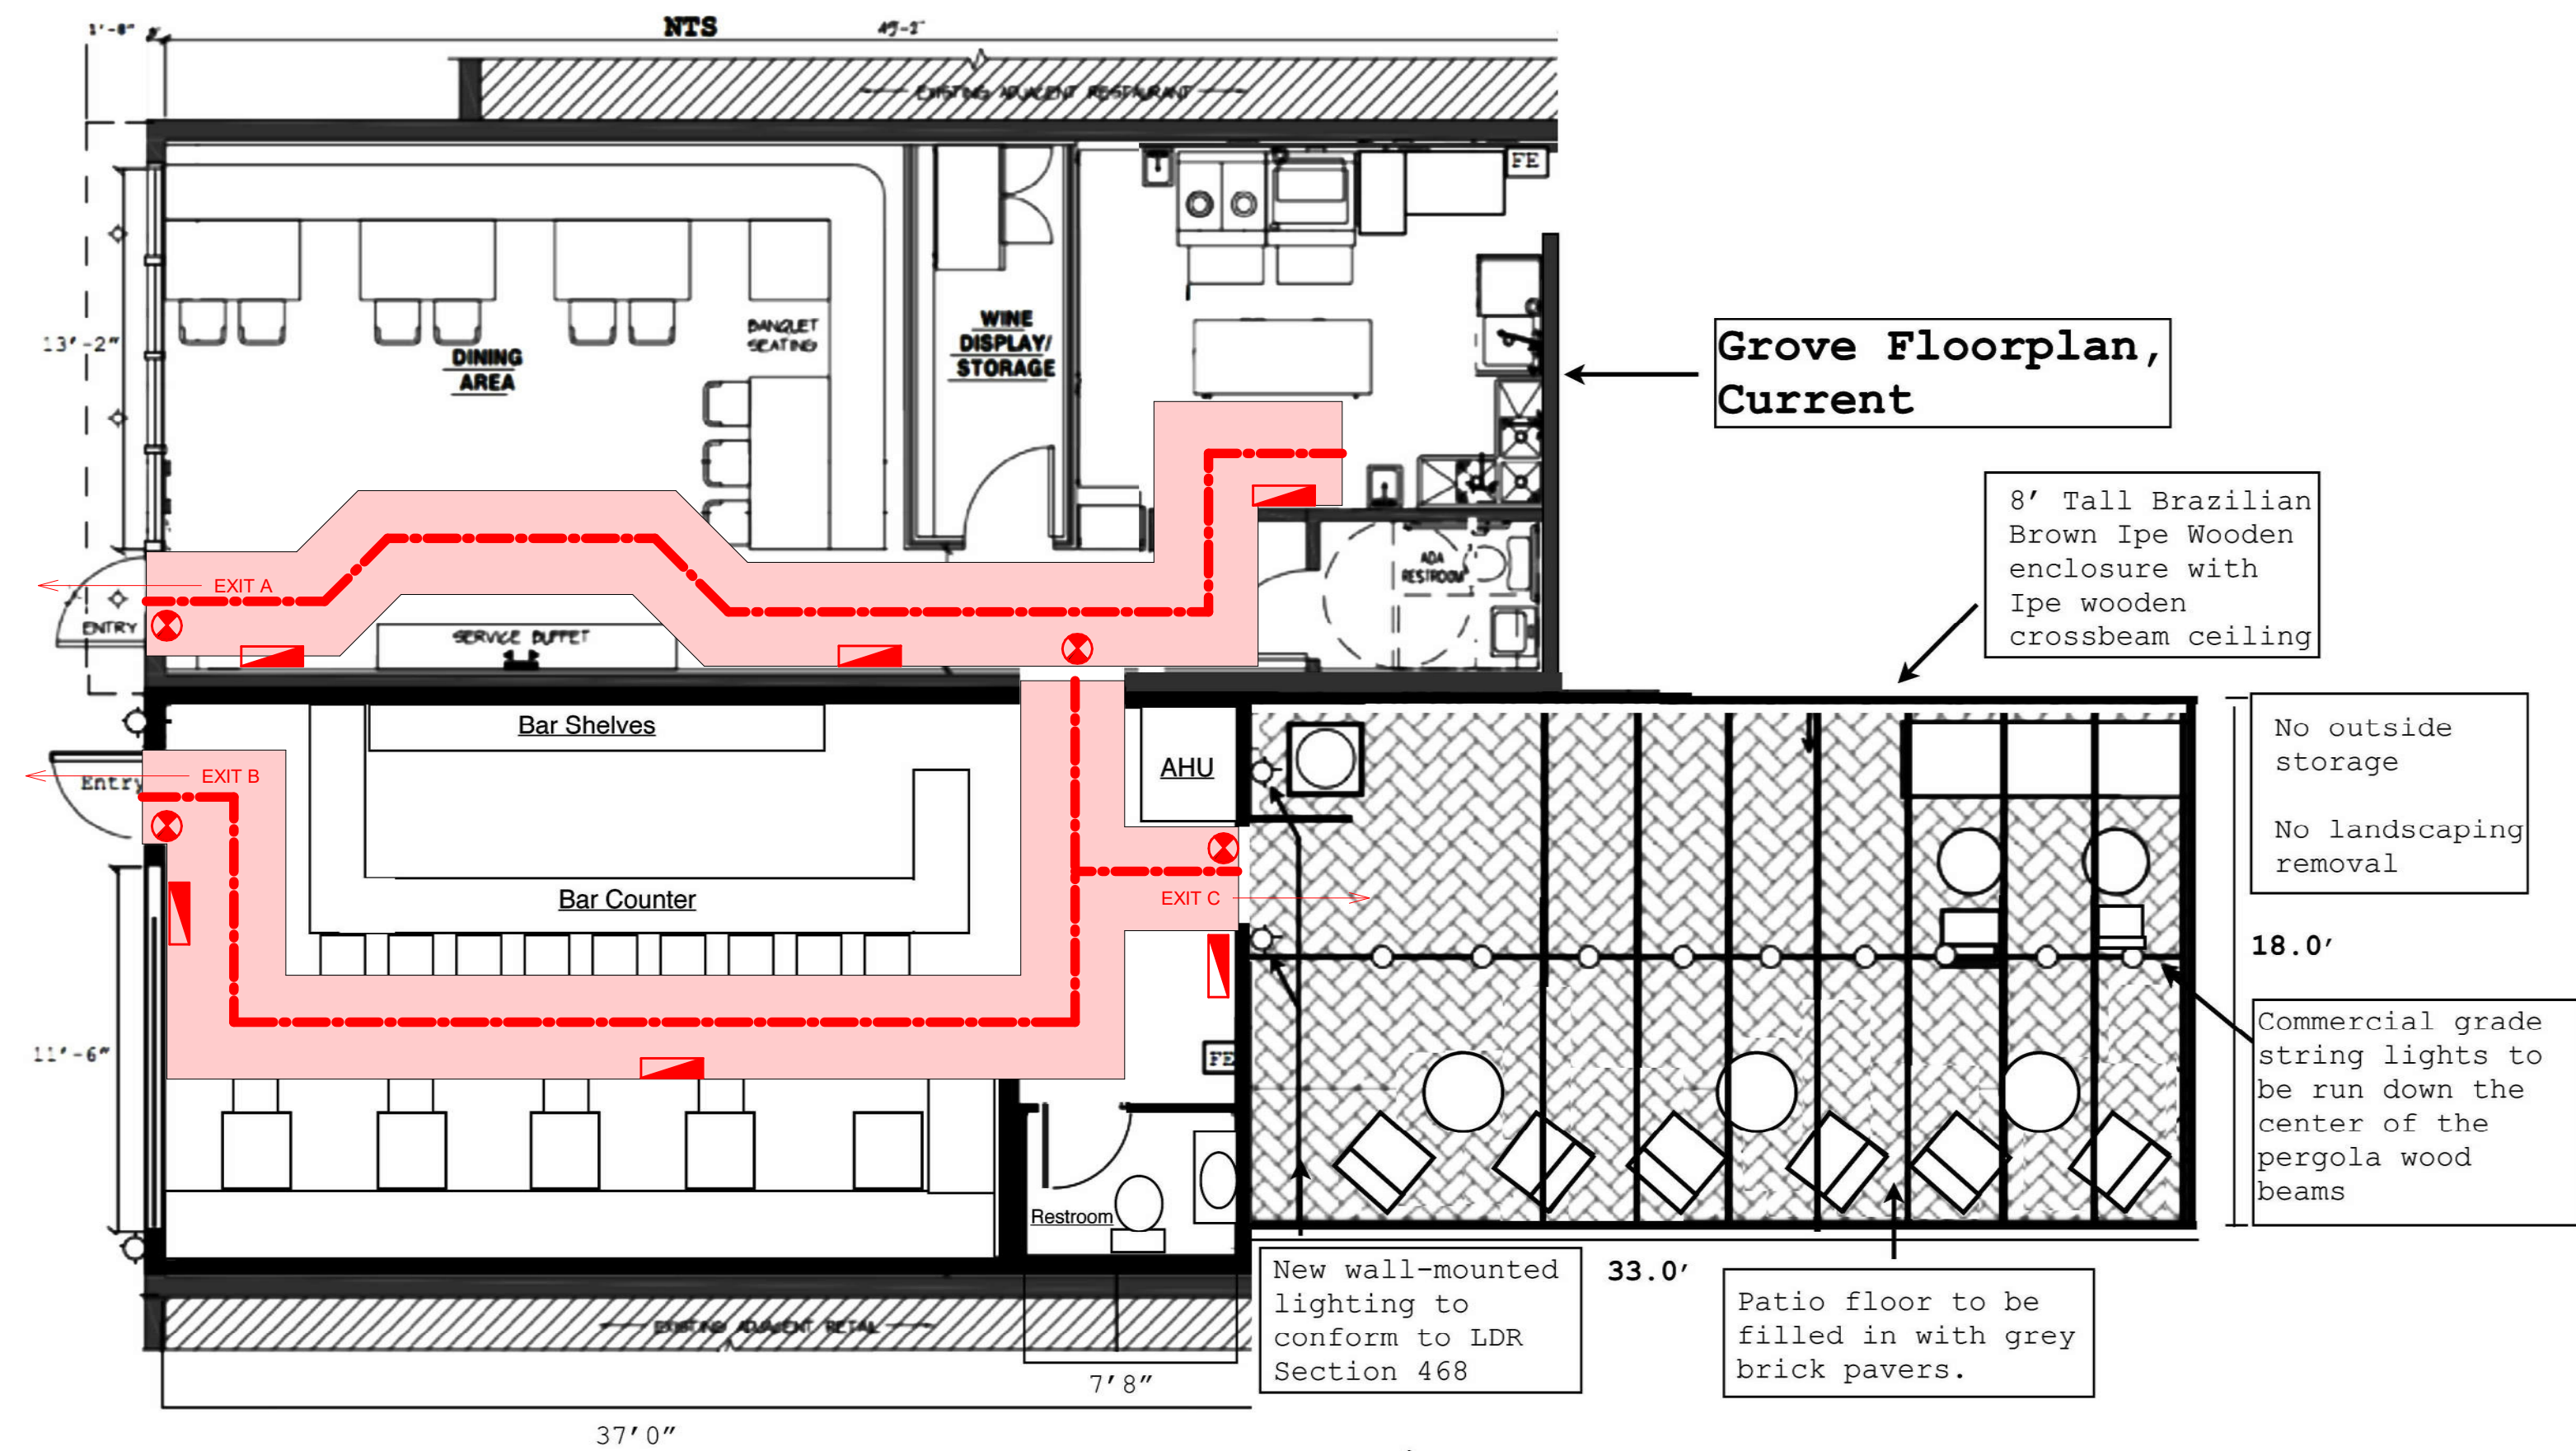 1'-8"
NTS
49'-2"
EXISTING ADJACENT RESTAURANT
FE
13'-2"
DINING
AREA
BANQUET
SEATING
WINE
DISPLAY/
STORAGE
Grove Floorplan,
Current
8' Tall Brazilian
Brown Ipe Wooden
enclosure with
Ipe wooden
crossbeam ceiling
ADA
RESTROOM
EXIT A
ENTRY
SERVICE BUFFET
Bar Shelves
EXIT B
Entry
AHU
Bar Counter
EXIT C
No outside
storage
No landscaping
removal
18.0'
Commercial grade
string lights to
be run down the
center of the
pergola wood
beams
11'-6"
FE
Restroom
New wall-mounted
lighting to
conform to LDR
Section 468
33.0'
Patio floor to be
filled in with grey
brick pavers.
EXISTING ADJACENT RETAIL
7'8"
37'0"